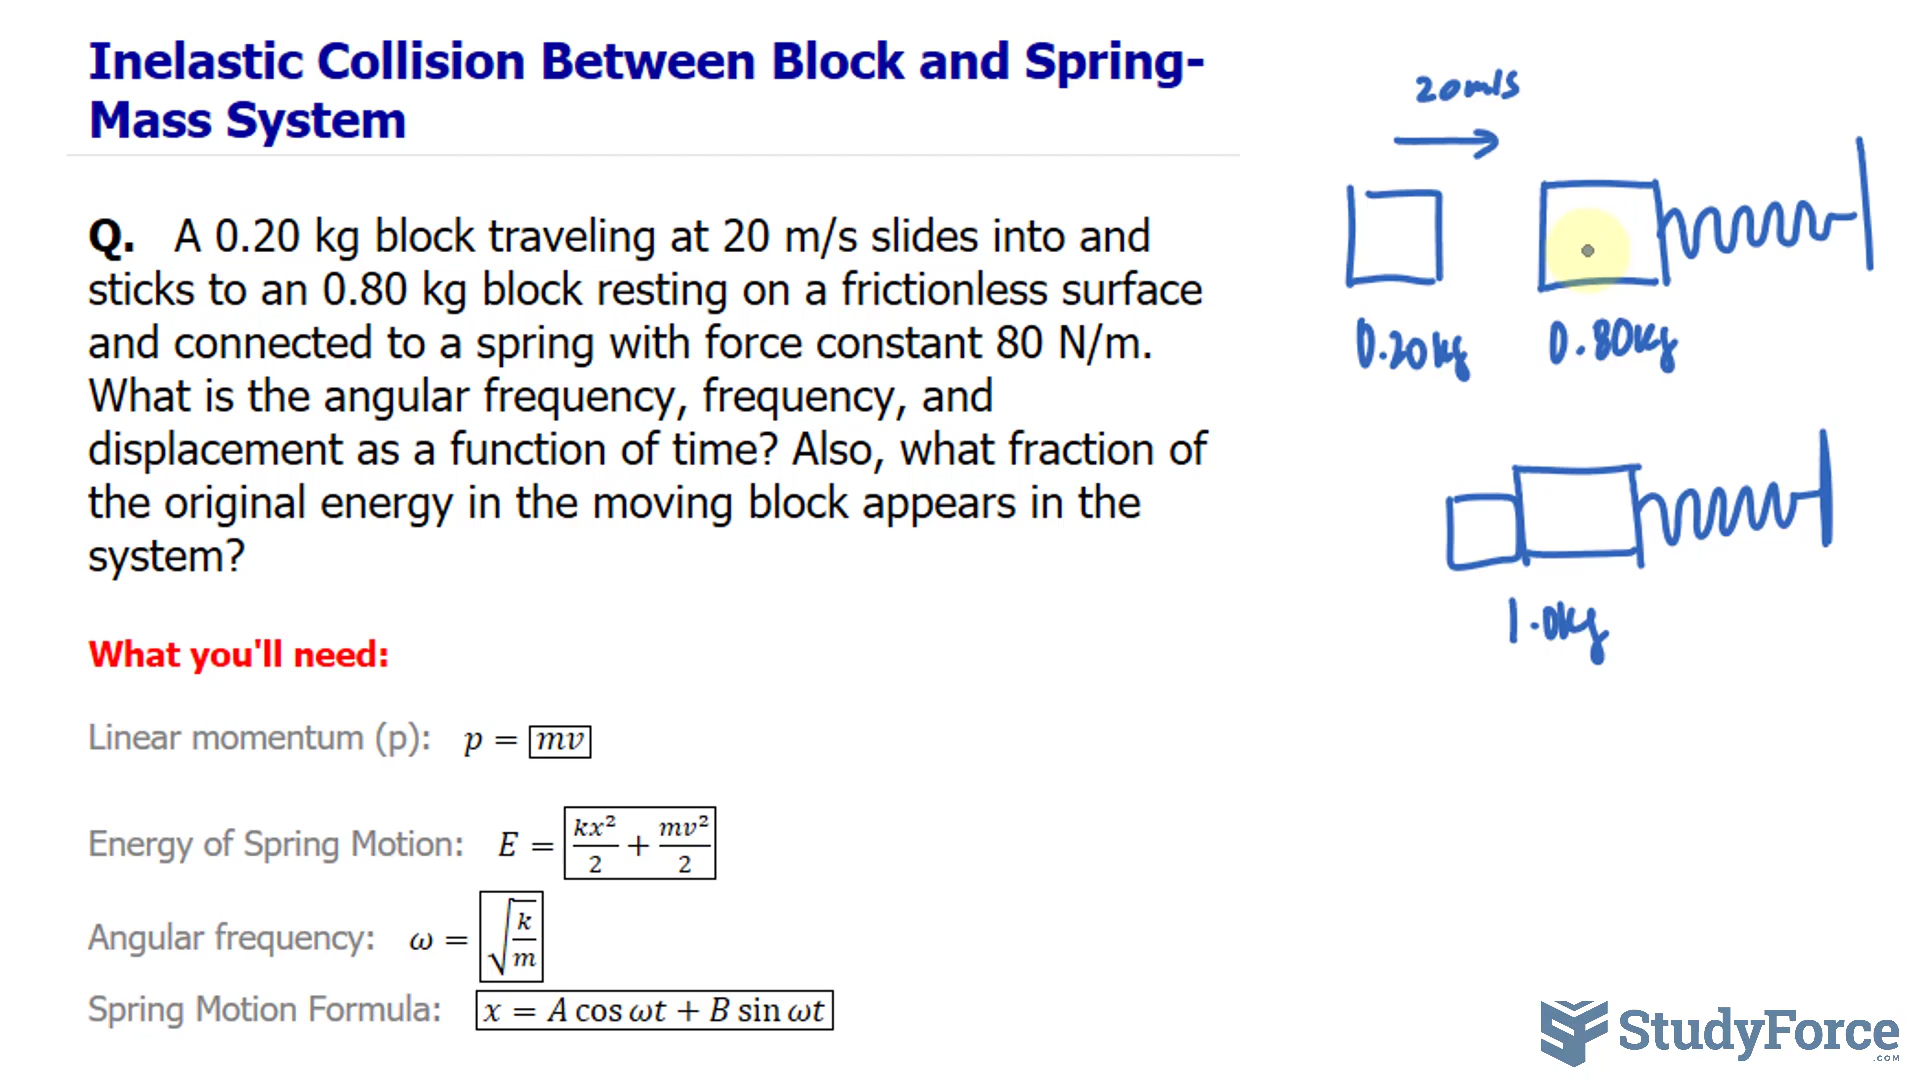 Inelastic Collision Between Block and Spring-
Mass System
Q. A 0.20 kg block traveling at 20 m/s slides into and
sticks to an 0.80 kg block resting on a frictionless surface
and connected to a spring with force constant 80 N/m.
What is the angular frequency, frequency, and
displacement as a function of time? Also, what fraction of
the original energy in the moving block appears in the
system?
What you'll need:
Linear momentum (p): p = mv
Energy of Spring Motion: E = kx²/2 + mv²/2
Angular frequency: ω = √(k/m)
Spring Motion Formula: x = A cos ωt + B sin ωt
20m/s
0.20kg 0.80kg
1.0kg
StudyForce
.COM